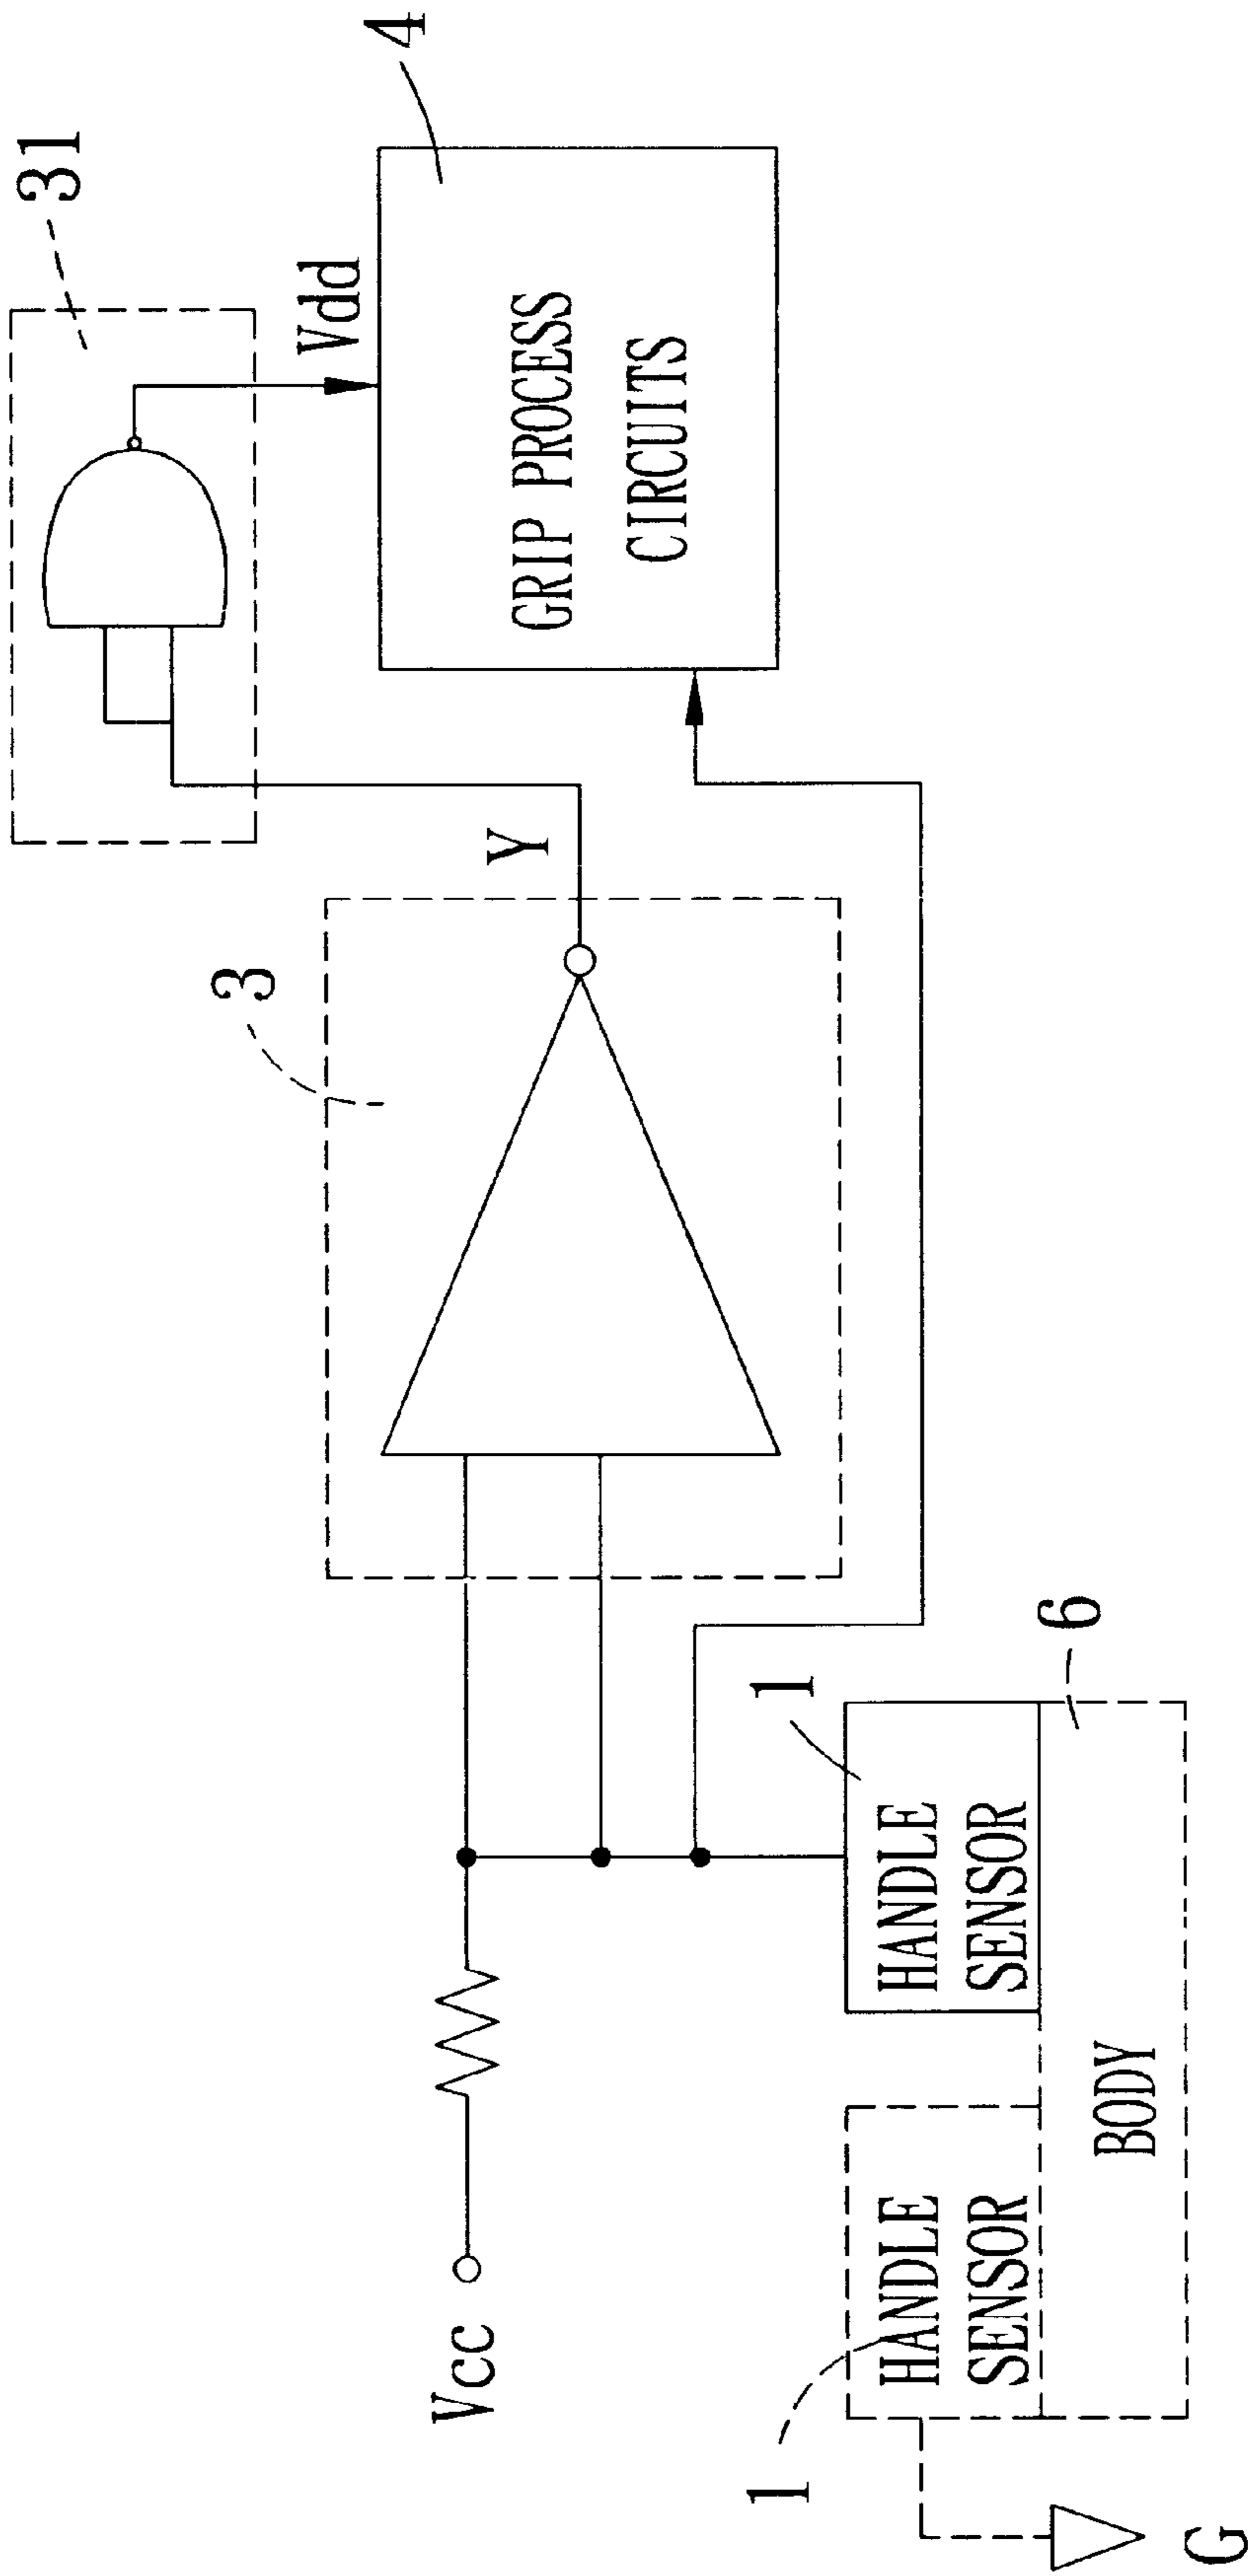 31
4
Vdd
GRIP PROCESS
CIRCUITS
3
Y
Vcc
1
HANDLE
SENSOR
1
HANDLE
SENSOR
6
BODY
G